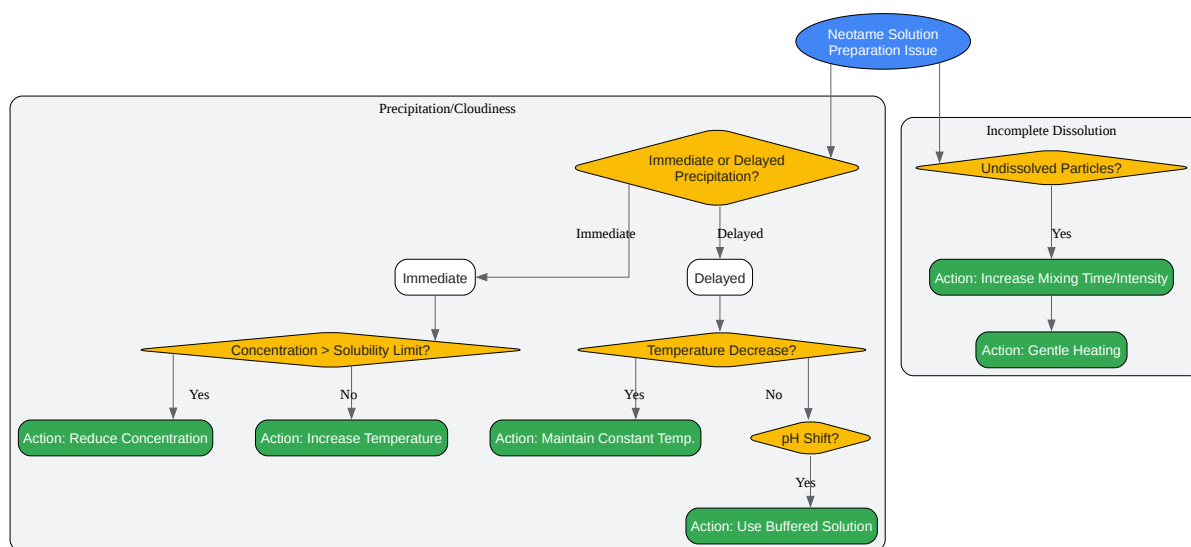 Neotame Solution
Preparation Issue
Precipitation/Cloudiness
Immediate or Delayed
Precipitation?
Immediate
Delayed
Immediate
Delayed
Concentration > Solubility Limit?
Temperature Decrease?
Yes
No
Yes
No
Action: Reduce Concentration
Action: Increase Temperature
Action: Maintain Constant Temp.
pH Shift?
Yes
Action: Use Buffered Solution
Incomplete Dissolution
Undissolved Particles?
Yes
Action: Increase Mixing Time/Intensity
Action: Gentle Heating